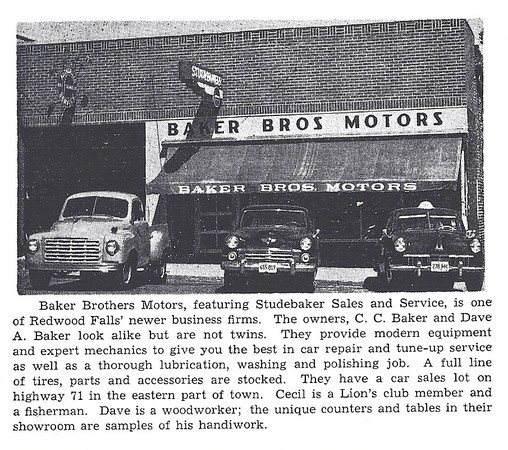 STUDEBAKER
BAKER BROS MOTORS
BAKER BROS. MOTORS
Baker Brothers Motors, featuring Studebaker Sales and Service, is one
of Redwood Falls' newer business firms. The owners, C. C. Baker and Dave
A. Baker look alike but are not twins. They provide modern equipment
and expert mechanics to give you the best in car repair and tune-up service
as well as a thorough lubrication, washing and polishing job. A full line
of tires, parts and accessories are stocked. They have a car sales lot on
highway 71 in the eastern part of town. Cecil is a Lion's club member and
a fisherman. Dave is a woodworker; the unique counters and tables in their
showroom are samples of his handiwork.